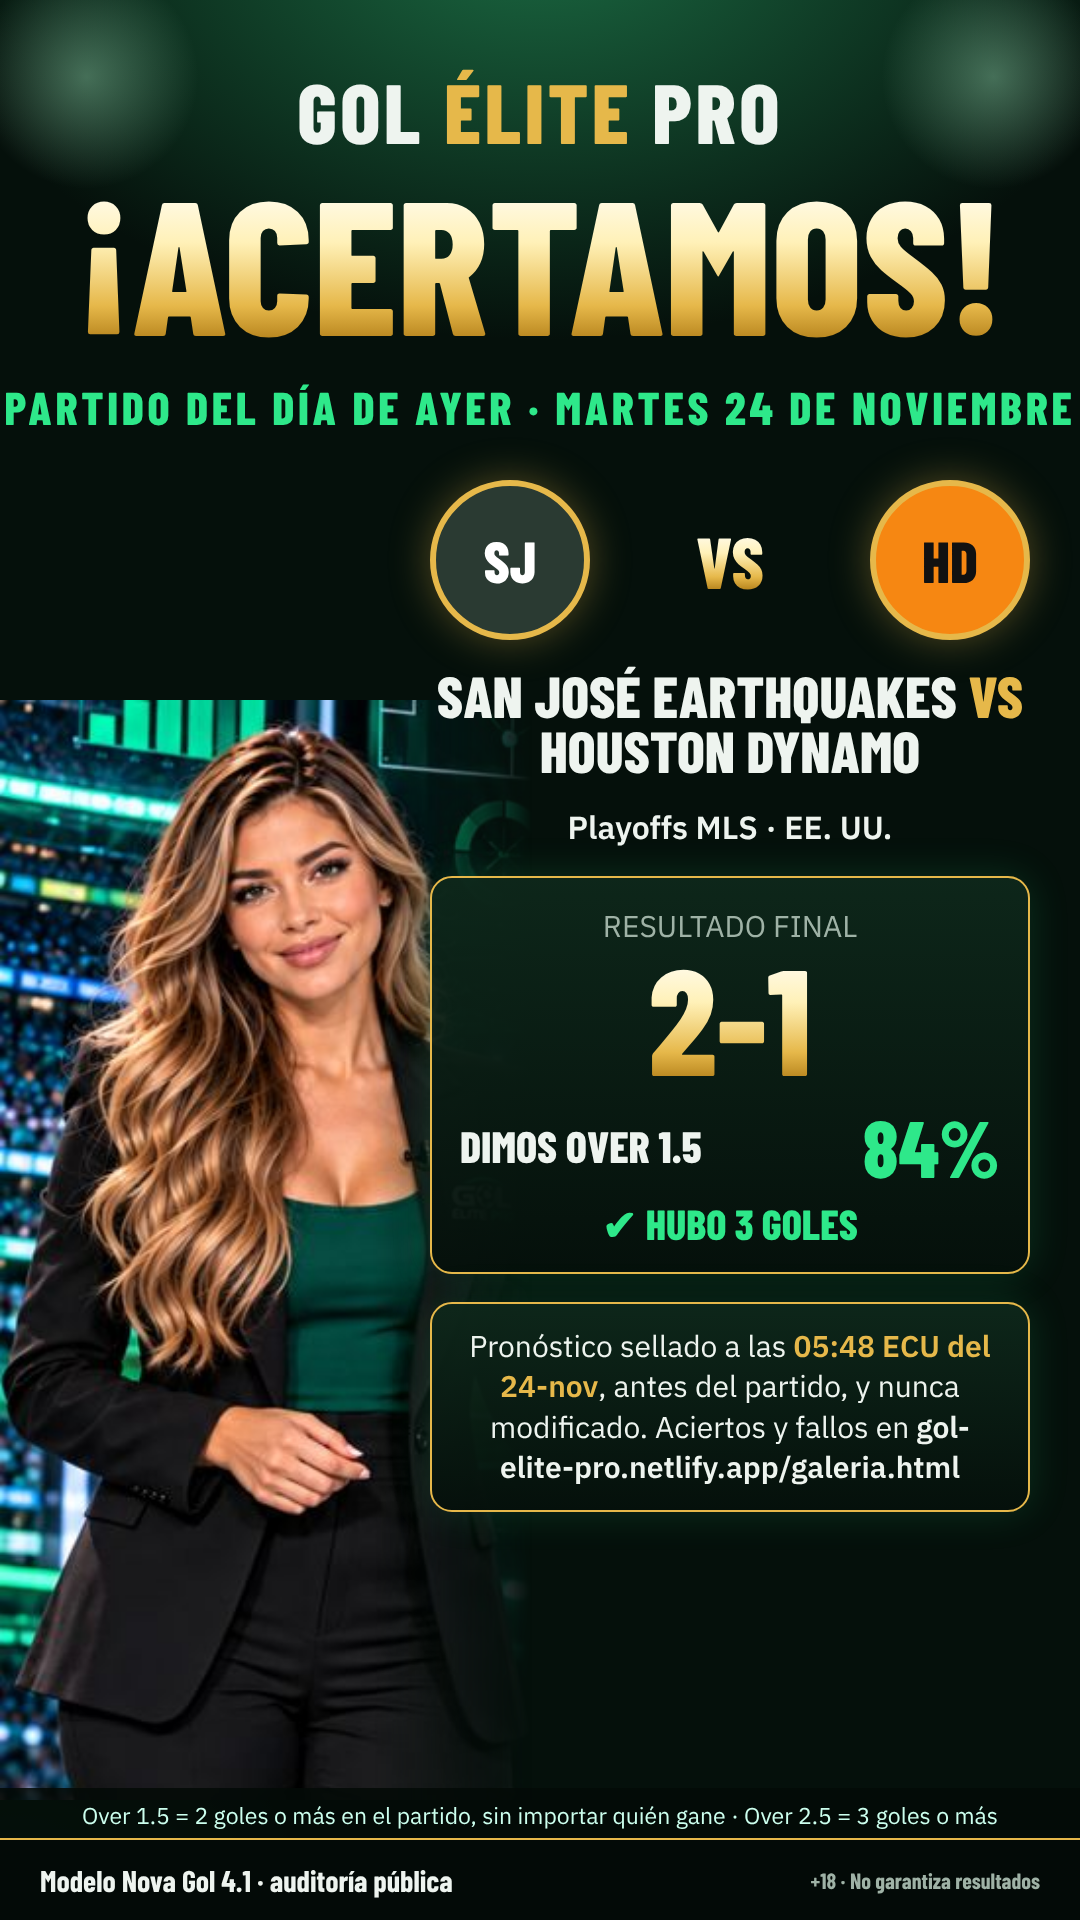 GOL ÉLITE PRO
¡ACERTAMOS!
PARTIDO DEL DÍA DE AYER · MARTES 24 DE NOVIEMBRE
SJ VS HD
SAN JOSÉ EARTHQUAKES VS
HOUSTON DYNAMO
Playoffs MLS · EE. UU.
RESULTADO FINAL
2-1
DIMOS OVER 1.5 84%
✔ HUBO 3 GOLES
Pronóstico sellado a las 05:48 ECU del
24-nov, antes del partido, y nunca
modificado. Aciertos y fallos en gol-
elite-pro.netlify.app/galeria.html
Over 1.5 = 2 goles o más en el partido, sin importar quién gane · Over 2.5 = 3 goles o más
Modelo Nova Gol 4.1 · auditoría pública
+18 · No garantiza resultados